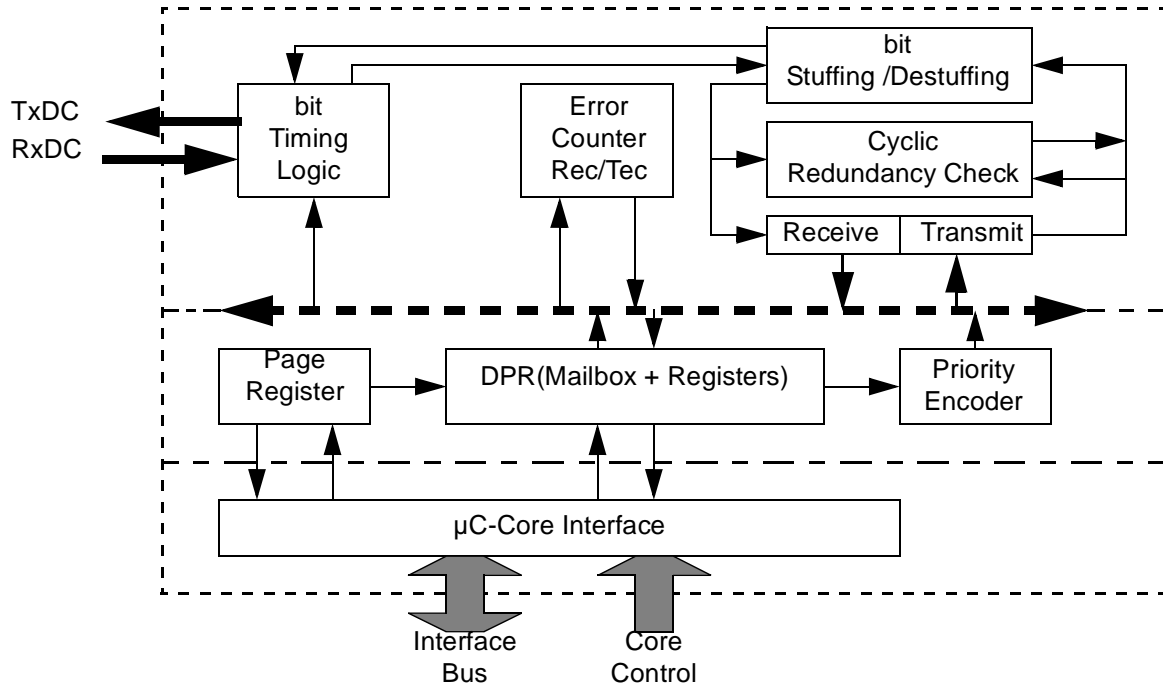 bit
Stuffing /Destuffing
TxDC
RxDC
bit
Timing
Logic
Error
Counter
Rec/Tec
Cyclic
Redundancy Check
Receive
Transmit
Page
Register
DPR(Mailbox + Registers)
Priority
Encoder
µC-Core Interface
Interface
Bus
Core
Control